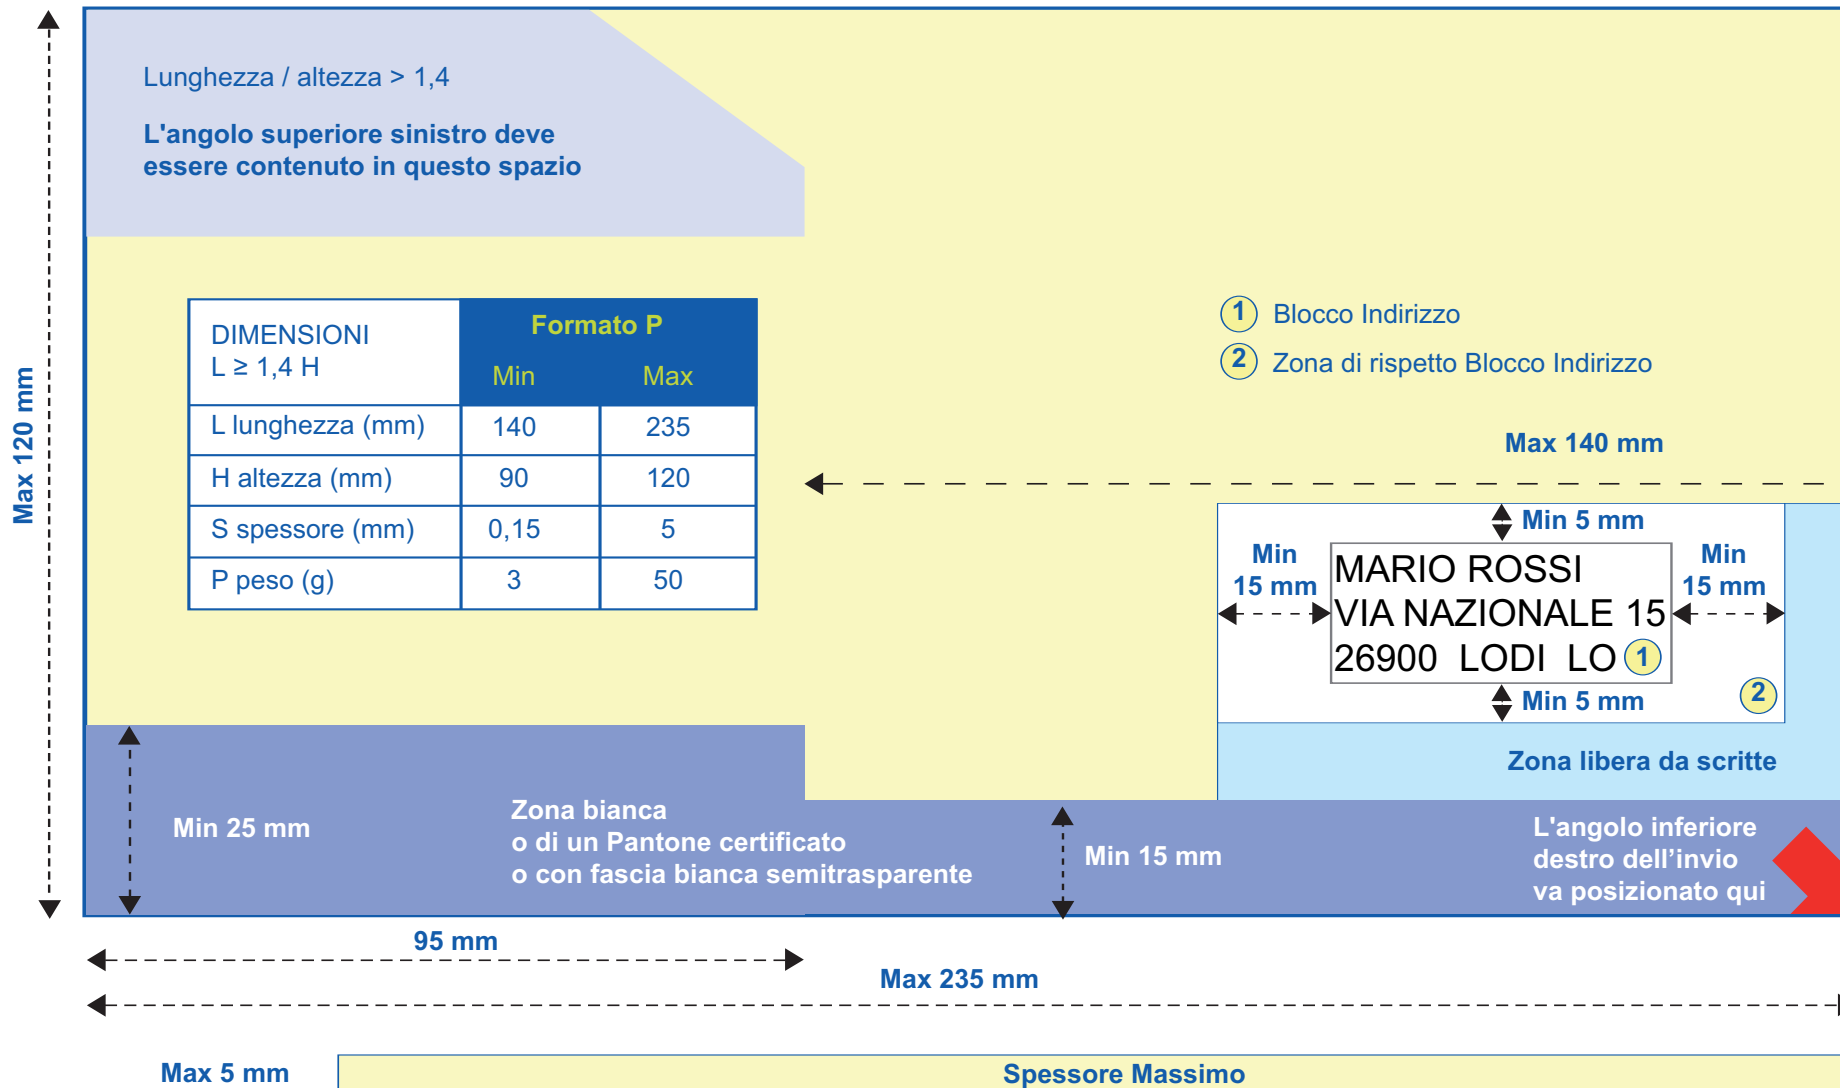 Lunghezza / altezza > 1,4
L'angolo superiore sinistro deve
essere contenuto in questo spazio
Max 120 mm
DIMENSIONI
L ≥ 1,4 H
Formato P
Min Max
L lunghezza (mm) 140 235
H altezza (mm) 90 120
S spessore (mm) 0,15 5
P peso (g) 3 50
1 Blocco Indirizzo
2 Zona di rispetto Blocco Indirizzo
Max 140 mm
Min 5 mm
Min
15 mm
MARIO ROSSI
VIA NAZIONALE 15
26900 LODI LO 1
Min
15 mm
Min 5 mm
2
Zona libera da scritte
Min 25 mm
Zona bianca
o di un Pantone certificato
o con fascia bianca semitrasparente
Min 15 mm
L'angolo inferiore
destro dell’invio
va posizionato qui
95 mm
Max 235 mm
Max 5 mm
Spessore Massimo